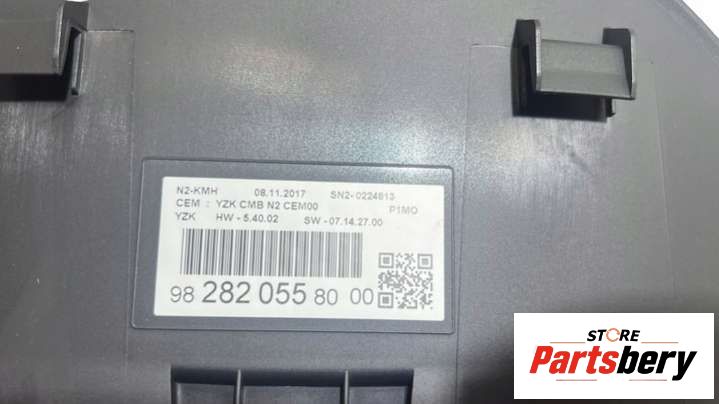 N2-KMH 08.11.2017 SN2-0224613
CEM : YZK CMB N2 CEM00 P1MO
YZK HW - 5.40.02 SW - 07.14.27.00
98 282 055 80 00
STORE
Partsbery